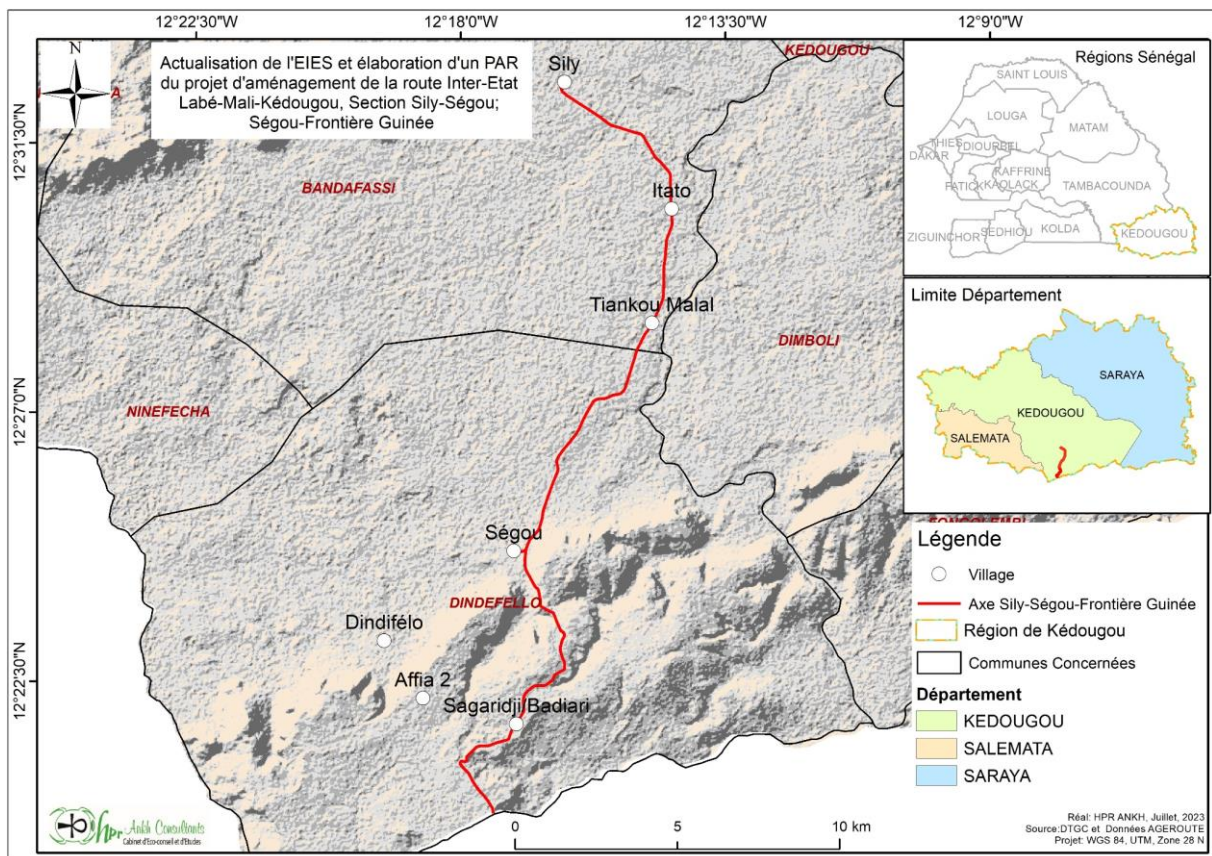 12°22'30"W
12°18'0"W
12°13'30"W
12°9'0"W
12°31'30"N
12°27'0"N
12°22'30"N
N
A
Actualisation de l'EIES et élaboration d'un PAR
du projet d'aménagement de la route Inter-Etat
Labé-Mali-Kédougou, Section Sily-Ségou;
Ségou-Frontière Guinée
KEDOUGOU
Sily
BANDAFASSI
Itato
Tiankou Malal
DIMBOLI
NINEFECHA
Ségou
DINDEFELLO
Dindifélo
Affia 2
Sagaridji Badiari
Régions Sénégal
SAINT LOUIS
LOUGA
MATAM
THIES
DIOURBEL
DAKAR
KAFFRINE
FATICK
KAOLACK
TAMBACOUNDA
ZIGUINCHOR
SEDHIOU
KOLDA
KEDOUGOU
Limite Département
SARAYA
KEDOUGOU
SALEMATA
Légende
Village
Axe Sily-Ségou-Frontière Guinée
Région de Kédougou
Communes Concernées
Département
KEDOUGOU
SALEMATA
SARAYA
hpr Ankh Consultants
Cabinet d'Eco-conseil et d'Etudes
0 5 10 km
Réal: HPR ANKH, Juillet, 2023
Source:DTGC et Données AGEROUTE
Projet: WGS 84, UTM, Zone 28 N